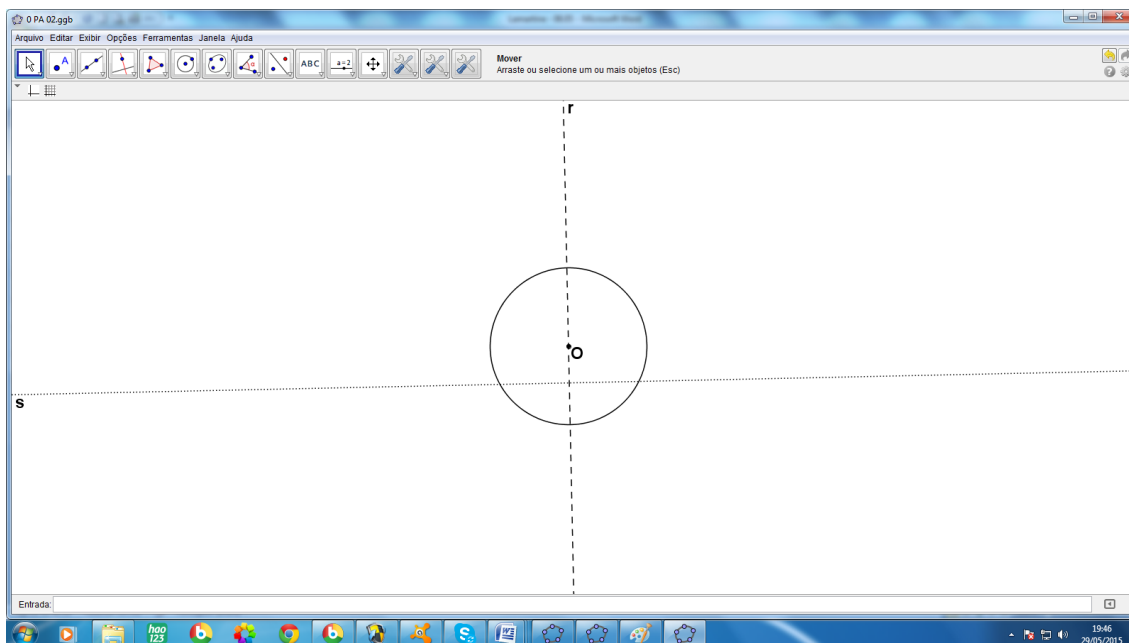 0 PA 02.ggb
Arquivo Editar Exibir Opções Ferramentas Janela Ajuda
A
ABC
a=2
Mover
Arraste ou selecione um ou mais objetos (Esc)
r
O
s
Entrada:
hao
123
19:46
29/05/2015